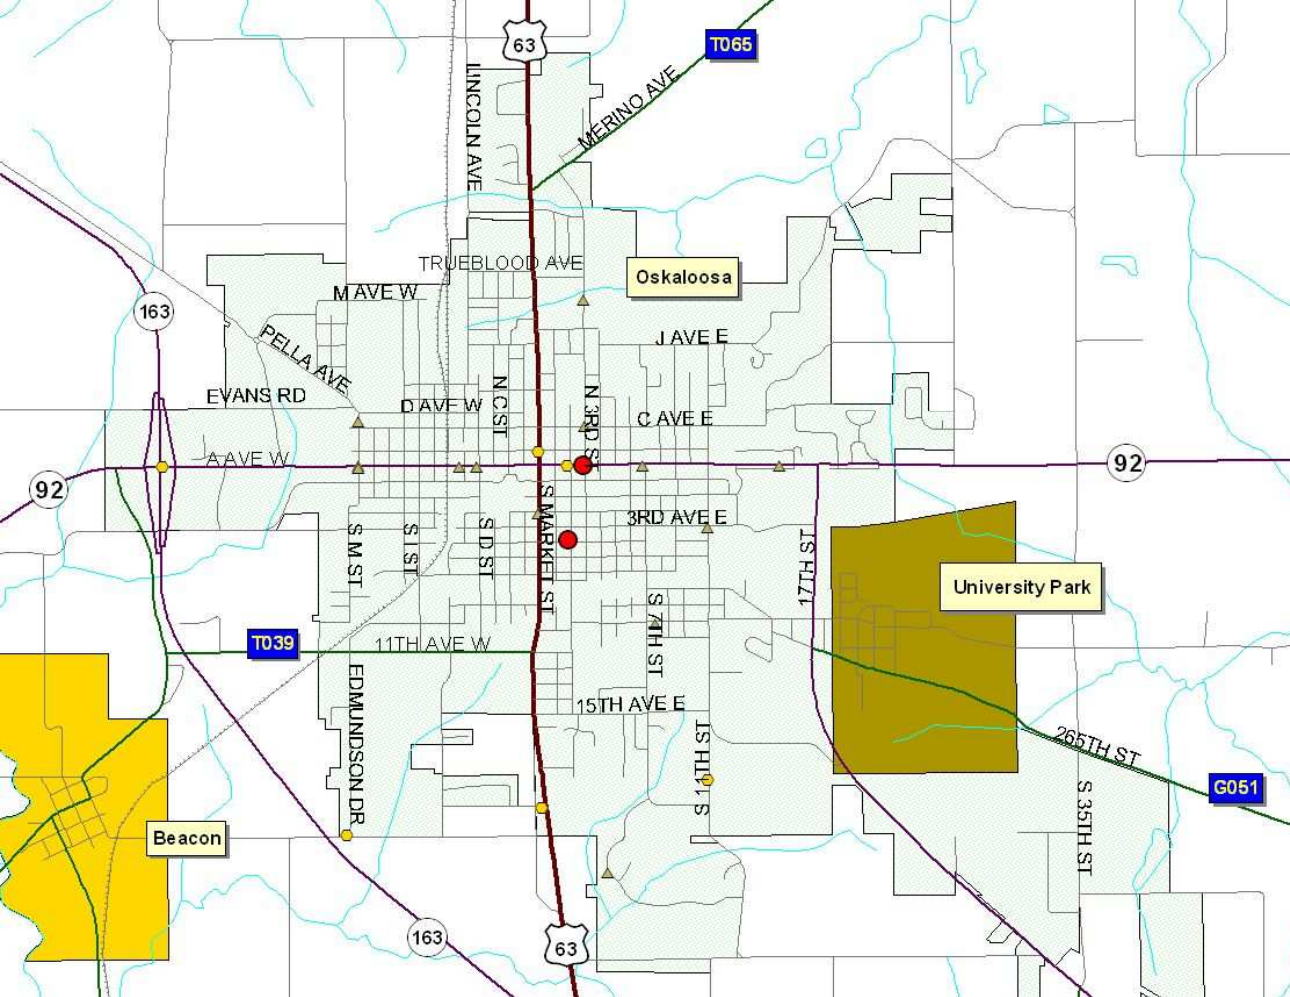 63
T065
MERINO AVE
LINCOLN AVE
TRUEBLOOD AVE
Oskaloosa
M AVE W
163
J AVE E
PELLA AVE
EVANS RD
D AVE W
N C ST
N 3RD S
C AVE E
A AVE W
92
92
S MARKET ST
3RD AVE E
S M ST
S I ST
S D ST
17TH ST
University Park
S 7TH ST
T039
11TH AVE W
EDMUNDSON DR
15TH AVE E
S 11TH ST
265TH ST
G051
S 35TH ST
Beacon
163
63